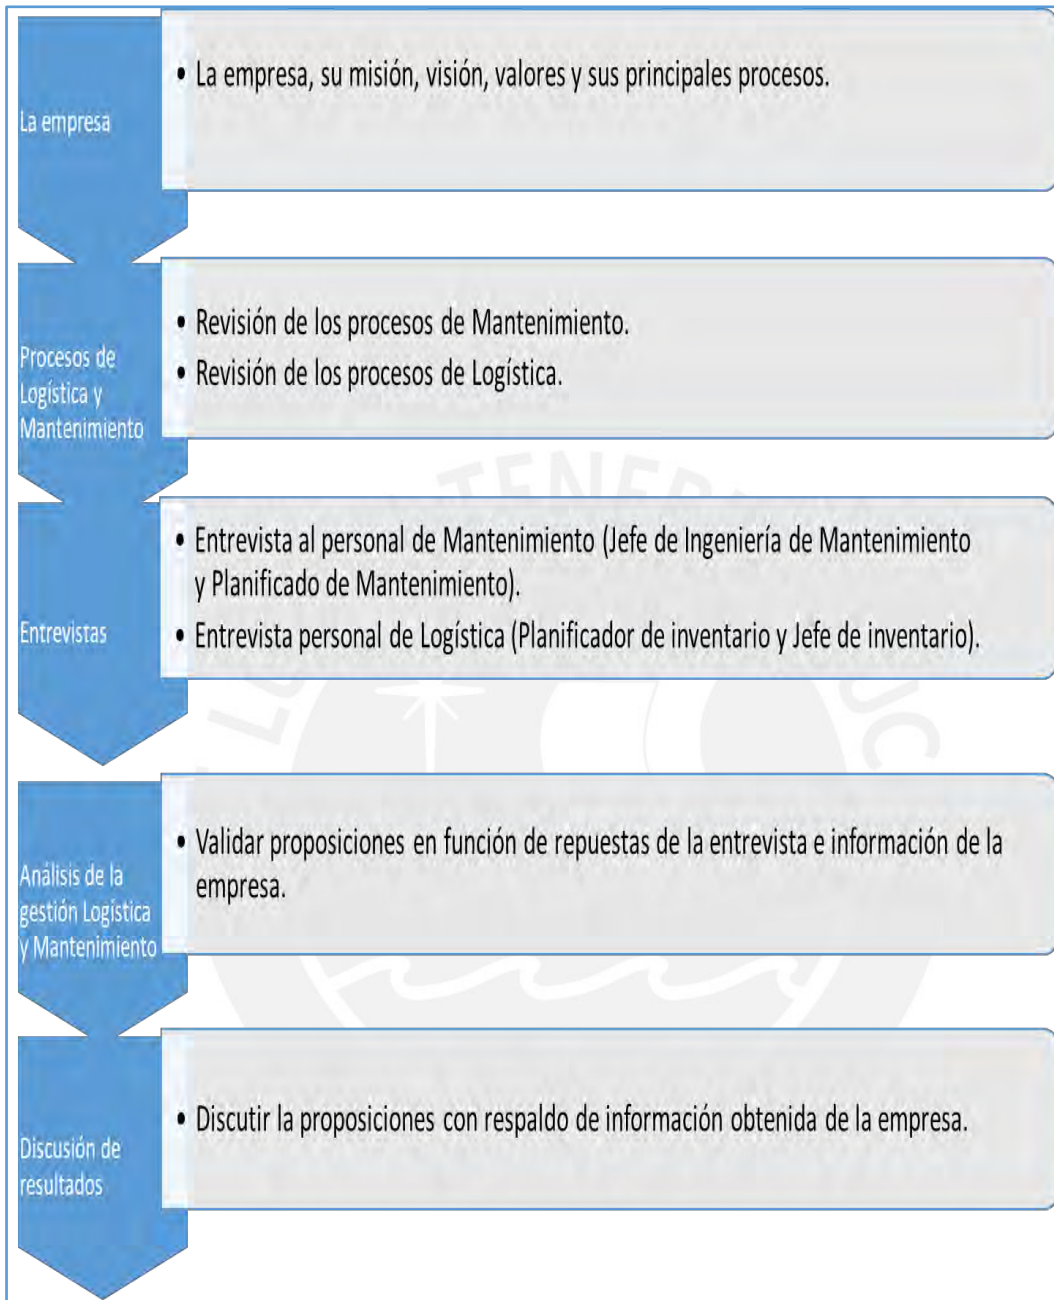 La empresa
• La empresa, su misión, visión, valores y sus principales procesos.
Procesos de
Logística y
Mantenimiento
• Revisión de los procesos de Mantenimiento.
• Revisión de los procesos de Logística.
Entrevistas
• Entrevista al personal de Mantenimiento (Jefe de Ingeniería de Mantenimiento
y Planificado de Mantenimiento).
• Entrevista personal de Logística (Planificador de inventario y Jefe de inventario).
Análisis de la
gestión Logística
y Mantenimiento
• Validar proposiciones en función de repuestas de la entrevista e información de la
empresa.
Discusión de
resultados
• Discutir la proposiciones con respaldo de información obtenida de la empresa.